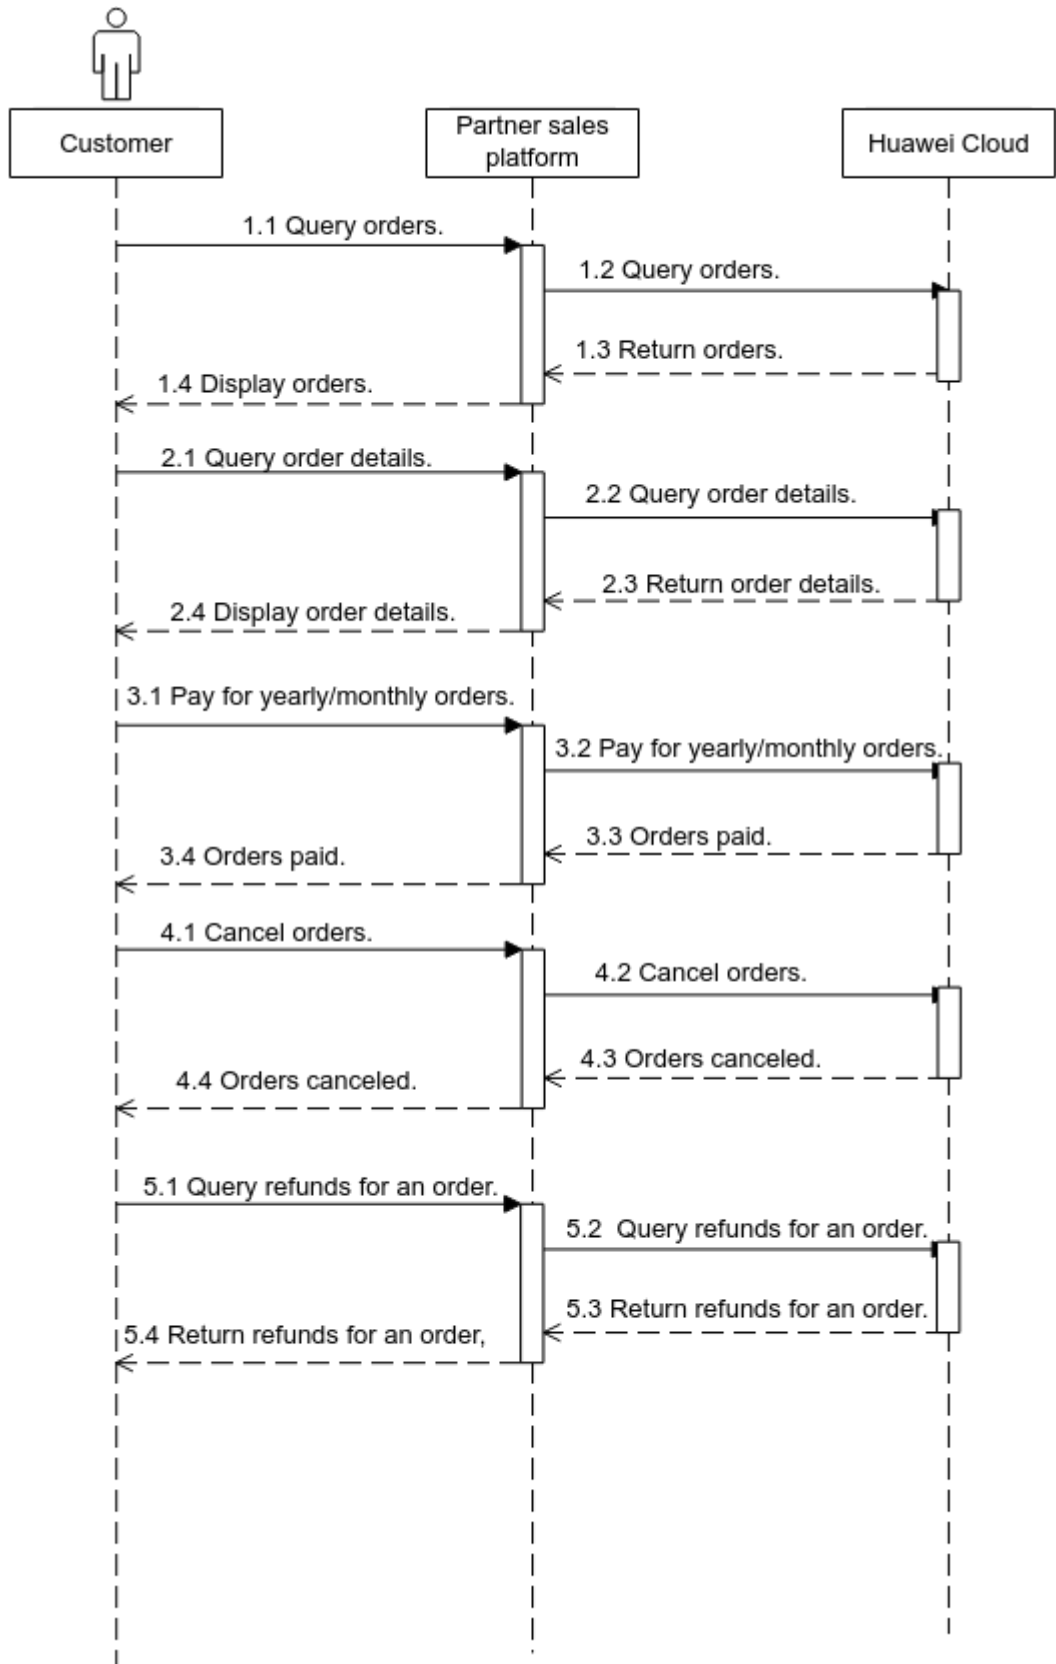 Customer
Partner sales
platform
Huawei Cloud
1.1 Query orders.
1.2 Query orders.
1.3 Return orders.
1.4 Display orders.
2.1 Query order details.
2.2 Query order details.
2.3 Return order details.
2.4 Display order details.
3.1 Pay for yearly/monthly orders.
3.2 Pay for yearly/monthly orders.
3.3 Orders paid.
3.4 Orders paid.
4.1 Cancel orders.
4.2 Cancel orders.
4.3 Orders canceled.
4.4 Orders canceled.
5.1 Query refunds for an order.
5.2  Query refunds for an order.
5.3 Return refunds for an order.
5.4 Return refunds for an order,